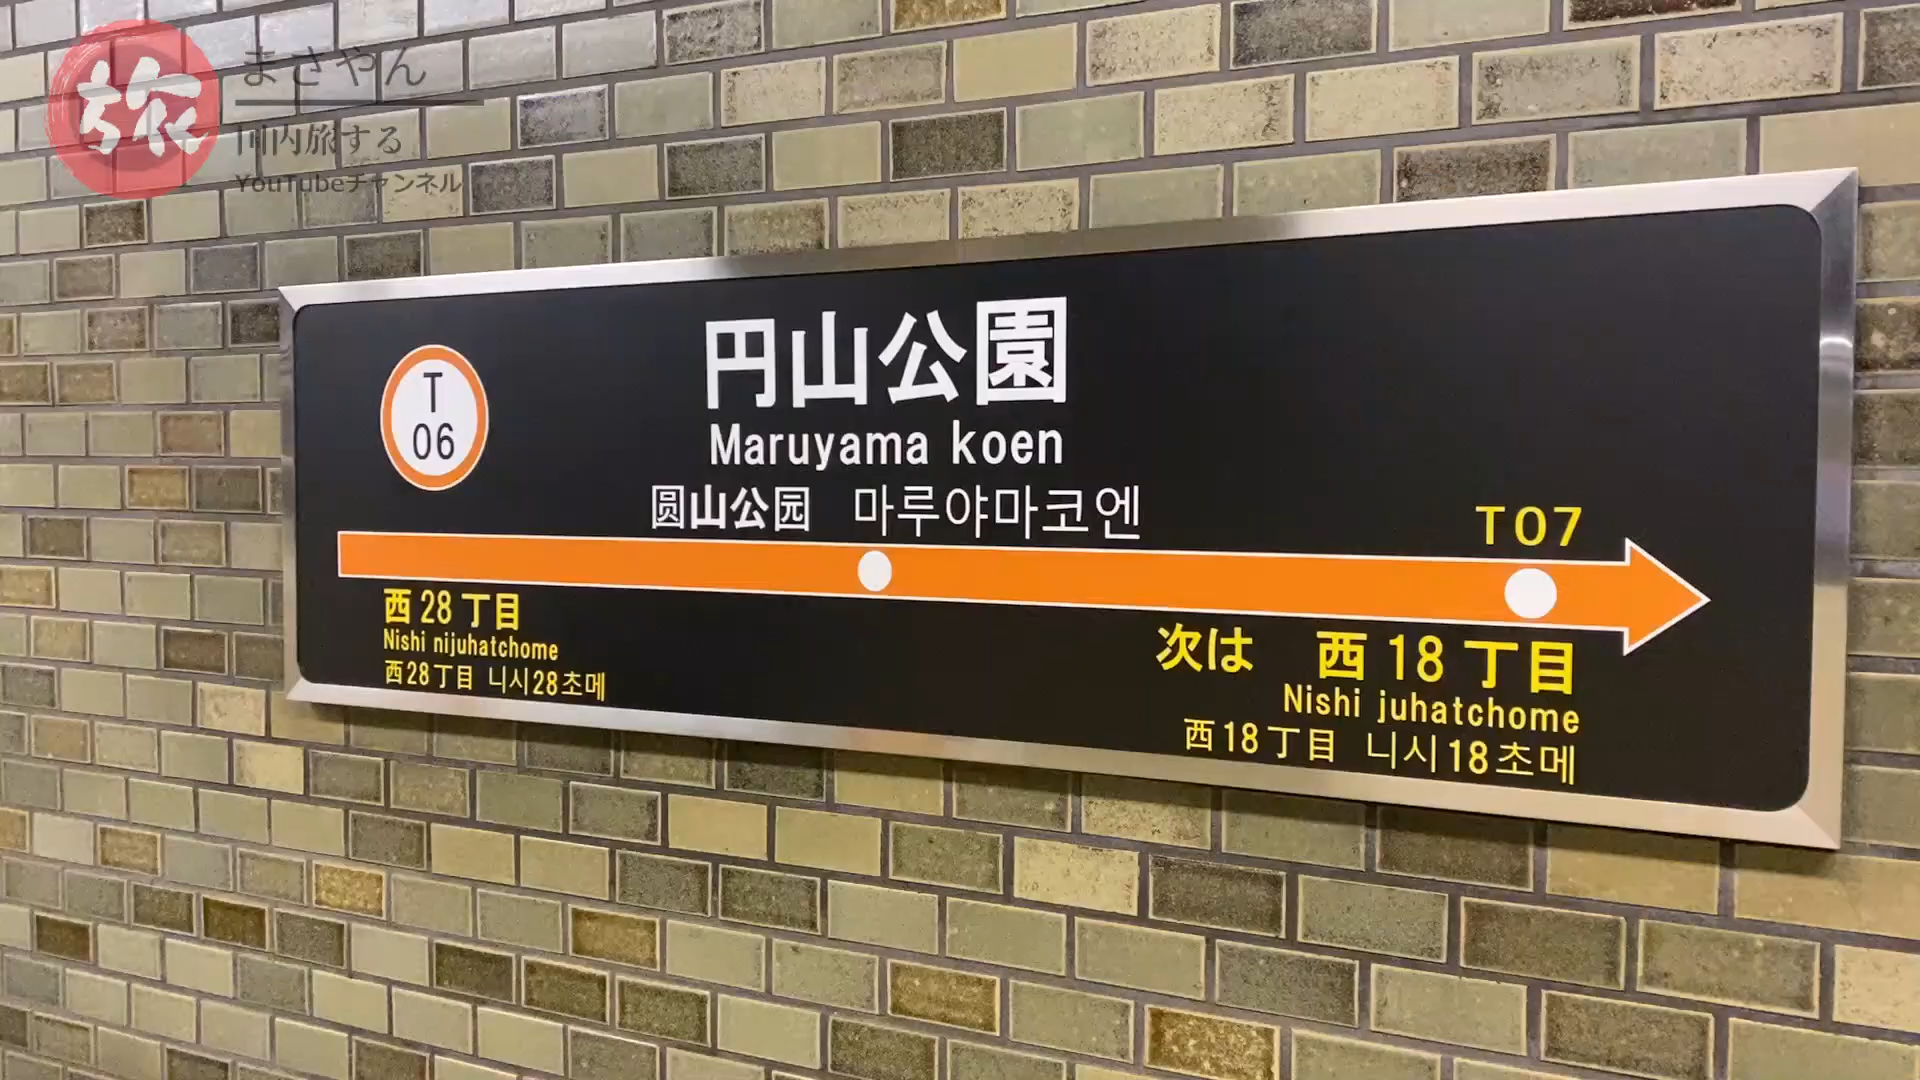 旅
まさやん
国内旅する
YouTubeチャンネル
円山公園
T
06
Maruyama koen
圆山公园 마루야마코엔
T07
西28丁目
Nishi nijuhatchome
西28丁目 니시28초메
次は 西18丁目
Nishi juhatchome
西18丁目 니시18초메